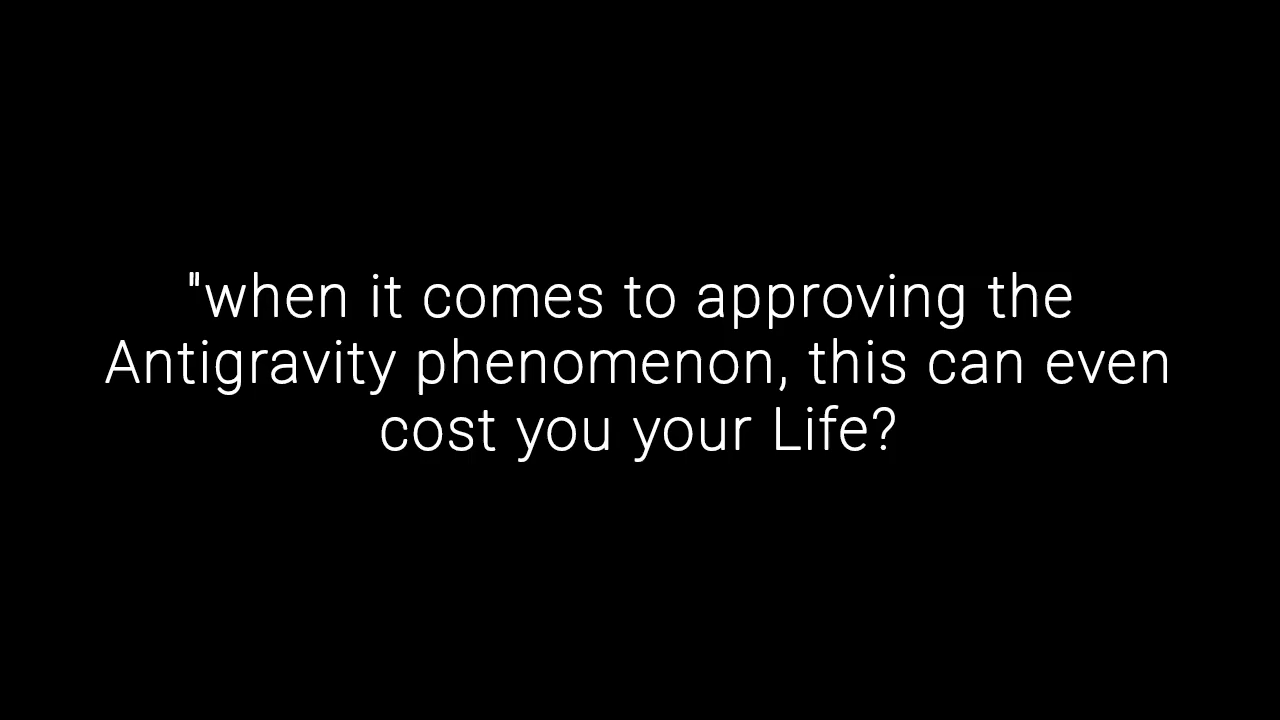 "when it comes to approving the
Antigravity phenomenon, this can even
cost you your Life?